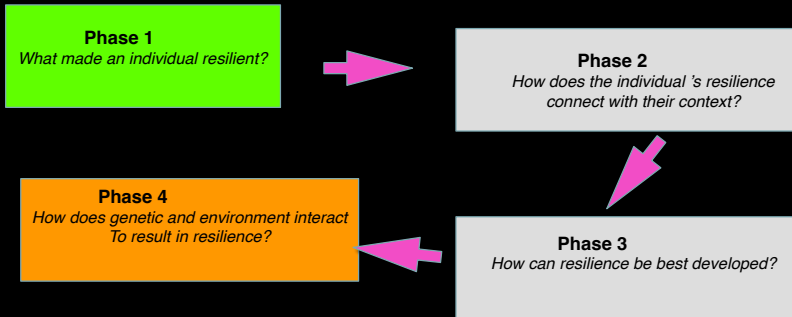 Phase 1
What made an individual resilient?
Phase 2
How does the individual 's resilience
connect with their context?
Phase 3
How can resilience be best developed?
Phase 4
How does genetic and environment interact
To result in resilience?